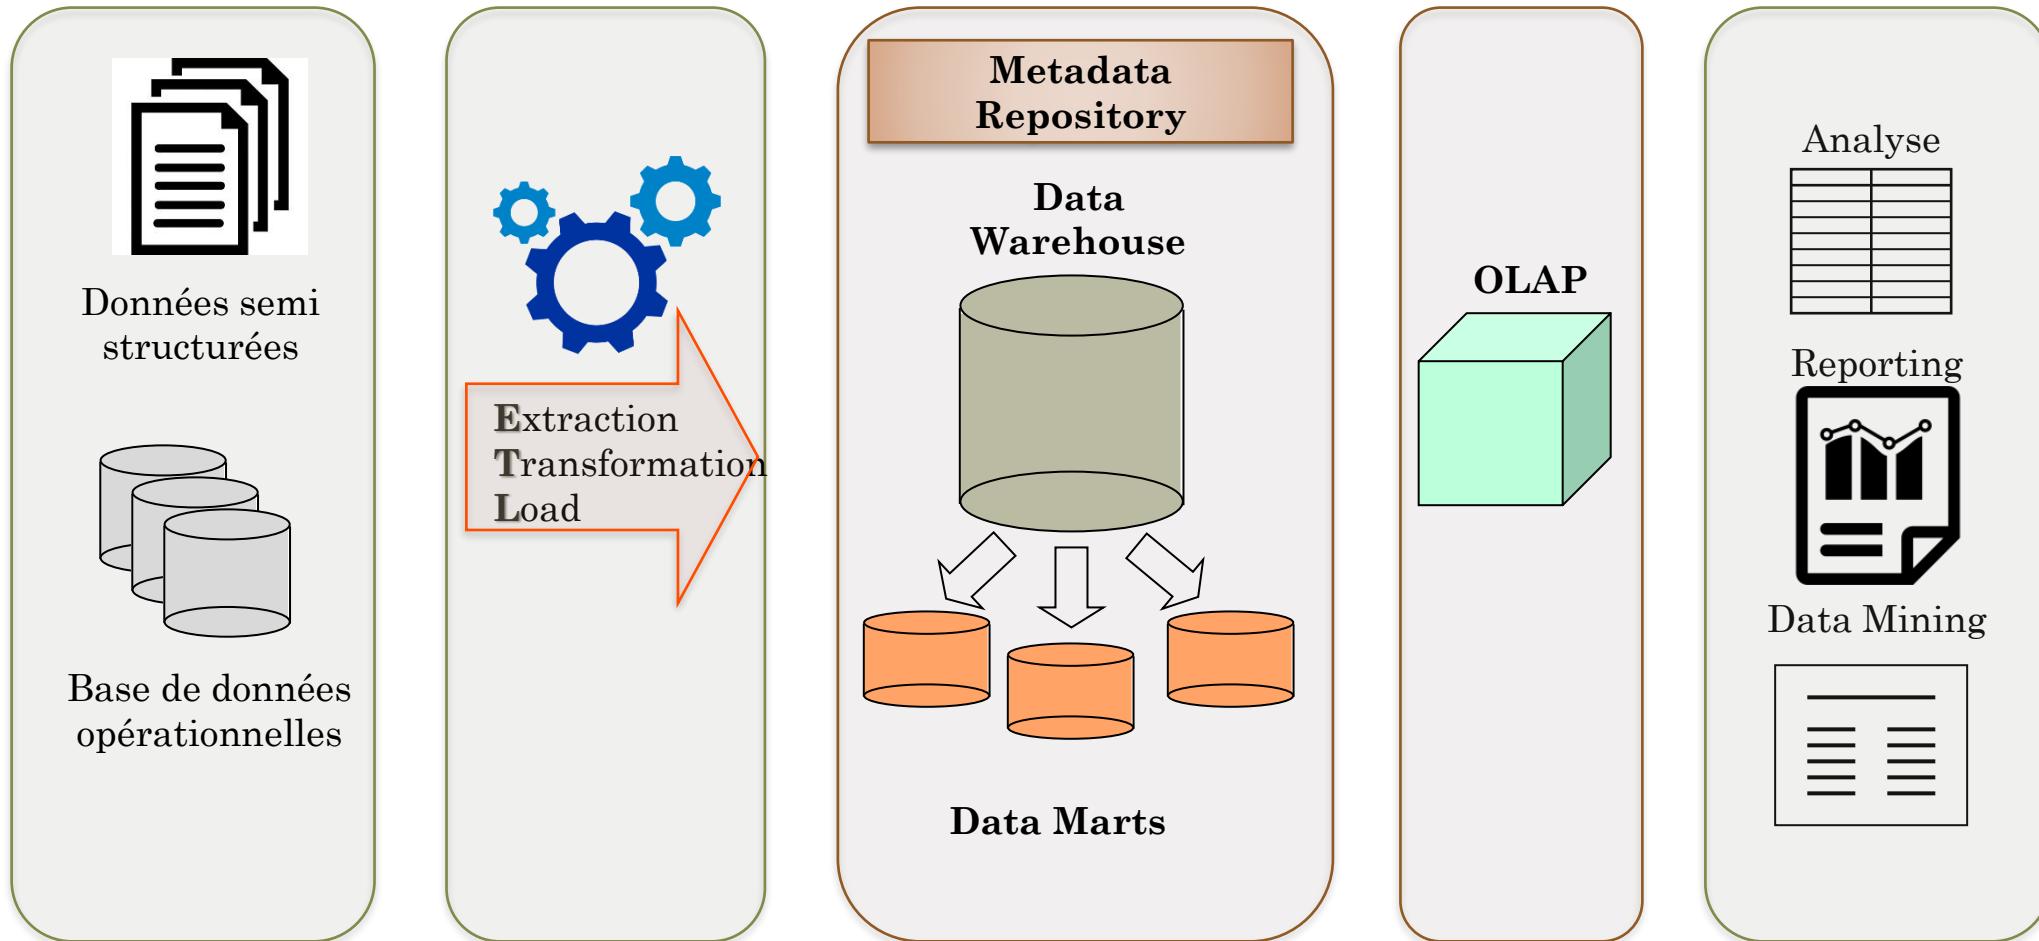 Données semi
structurées
Base de données
opérationnelles
Extraction
Transformation
Load
Metadata
Repository
Data
Warehouse
Data Marts
OLAP
Analyse
Reporting
Data Mining